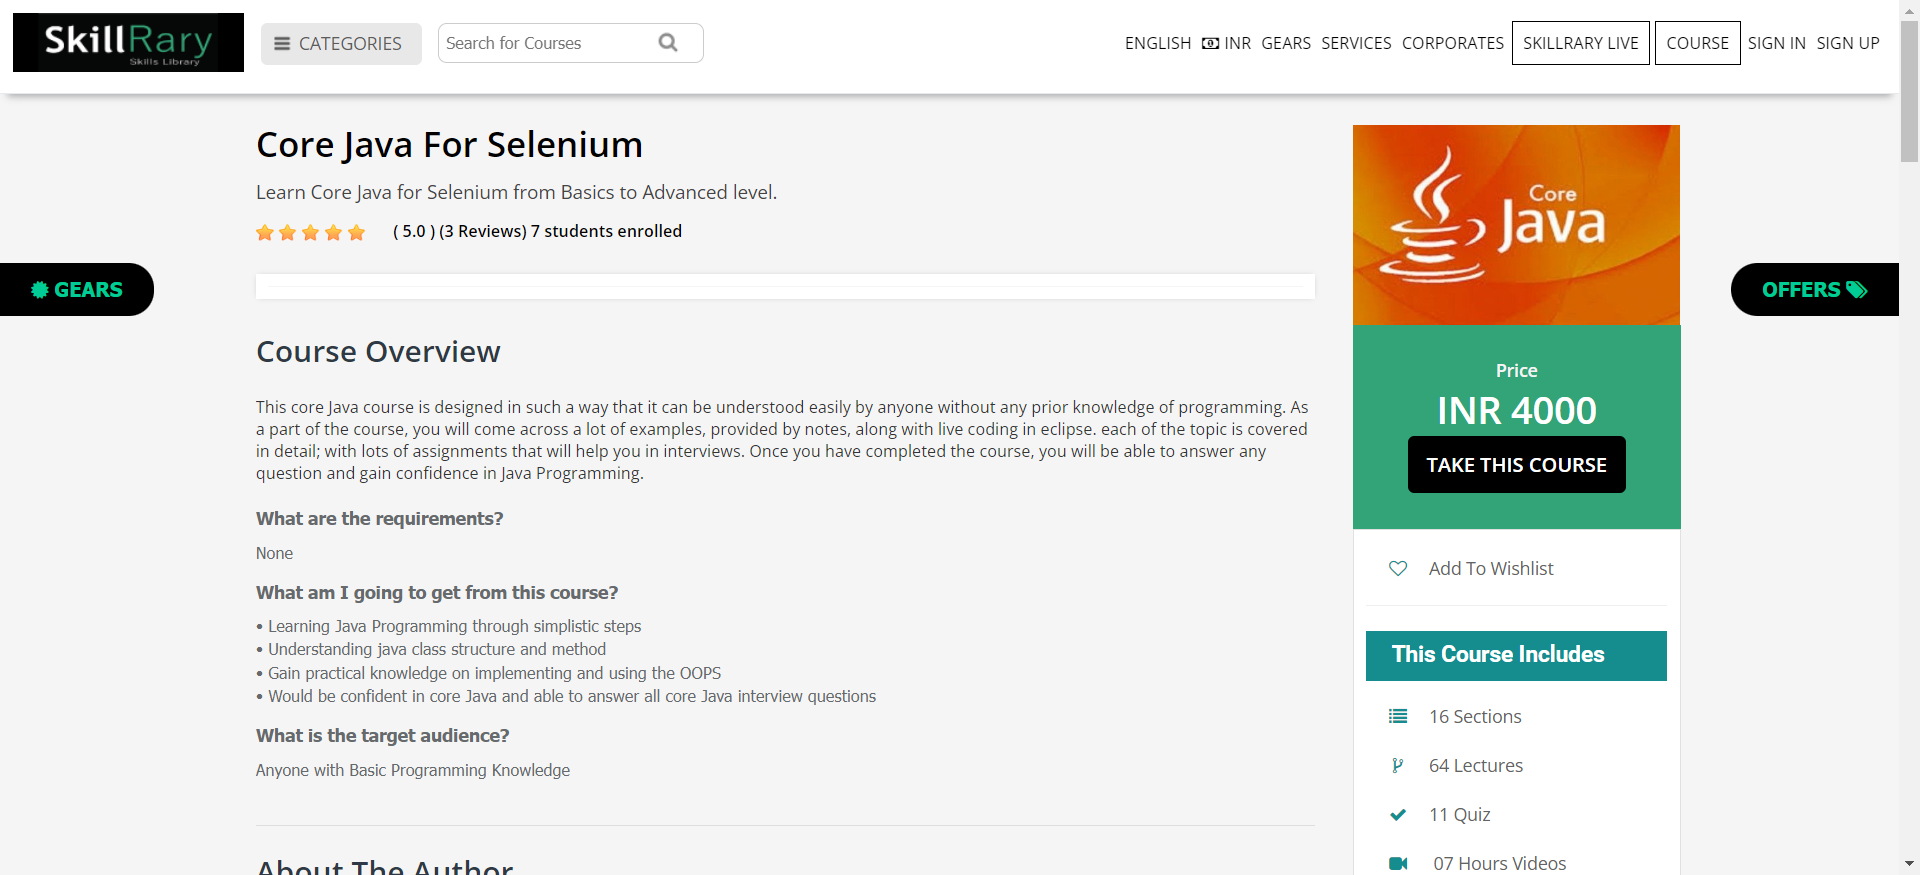 SkillRary
Skills Library
CATEGORIES
Search for Courses
ENGLISH INR GEARS SERVICES CORPORATES SKILLRARY LIVE COURSE SIGN IN SIGN UP
Core Java For Selenium
Learn Core Java for Selenium from Basics to Advanced level.
( 5.0 ) (3 Reviews) 7 students enrolled
GEARS
Course Overview
This core Java course is designed in such a way that it can be understood easily by anyone without any prior knowledge of programming. As
a part of the course, you will come across a lot of examples, provided by notes, along with live coding in eclipse. each of the topic is covered
in detail; with lots of assignments that will help you in interviews. Once you have completed the course, you will be able to answer any
question and gain confidence in Java Programming.
What are the requirements?
None
What am I going to get from this course?
• Learning Java Programming through simplistic steps
• Understanding java class structure and method
• Gain practical knowledge on implementing and using the OOPS
• Would be confident in core Java and able to answer all core Java interview questions
What is the target audience?
Anyone with Basic Programming Knowledge
About The Author
Core
Java
OFFERS
Price
INR 4000
TAKE THIS COURSE
Add To Wishlist
This Course Includes
16 Sections
64 Lectures
11 Quiz
07 Hours Videos